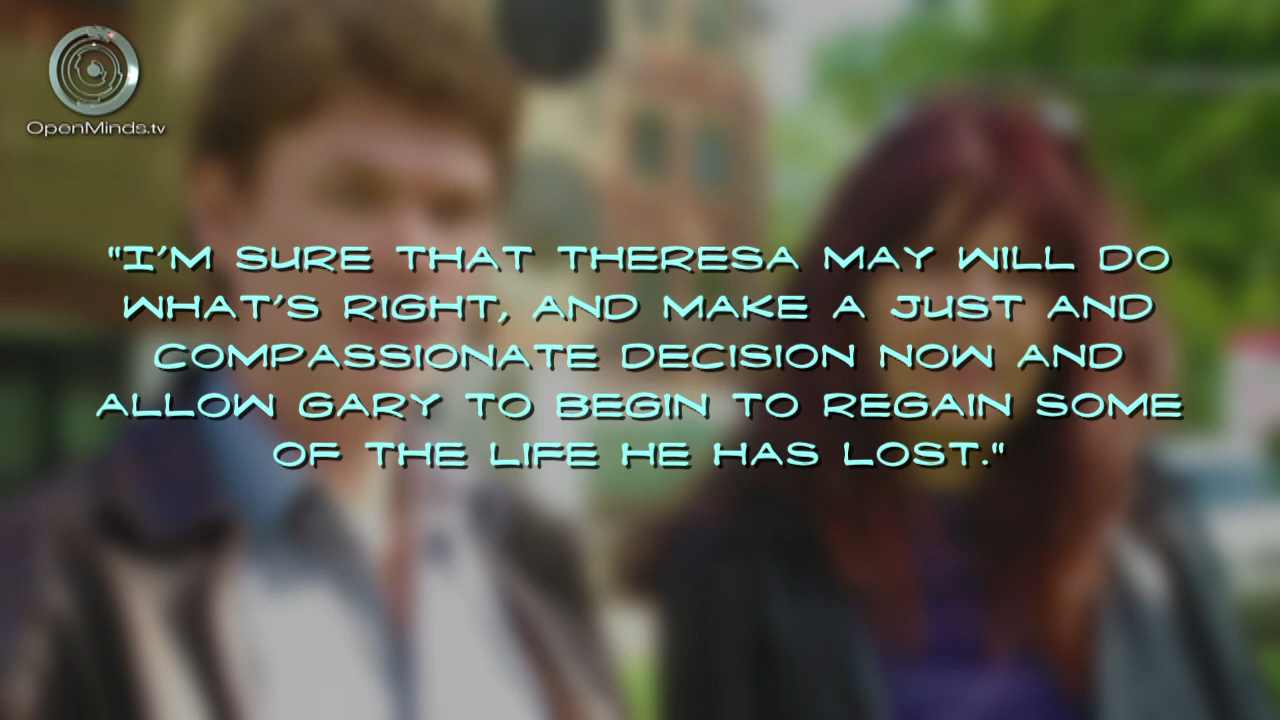 OpenMinds.tv
"I'M SURE THAT THERESA MAY WILL DO
WHAT'S RIGHT, AND MAKE A JUST AND
COMPASSIONATE DECISION NOW AND
ALLOW GARY TO BEGIN TO REGAIN SOME
OF THE LIFE HE HAS LOST."